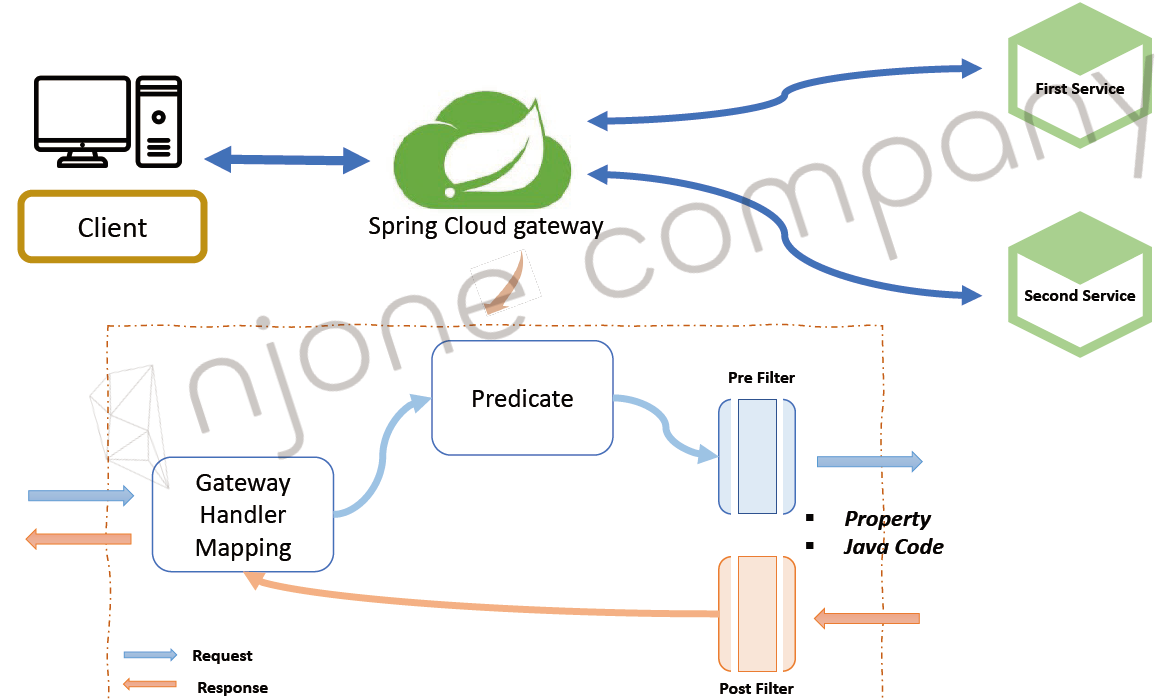 First Service
Client
Spring Cloud gateway
Second Service
njone company
Predicate
Pre Filter
Gateway
Handler
Mapping
▪ Property
▪ Java Code
Request
Response
Post Filter